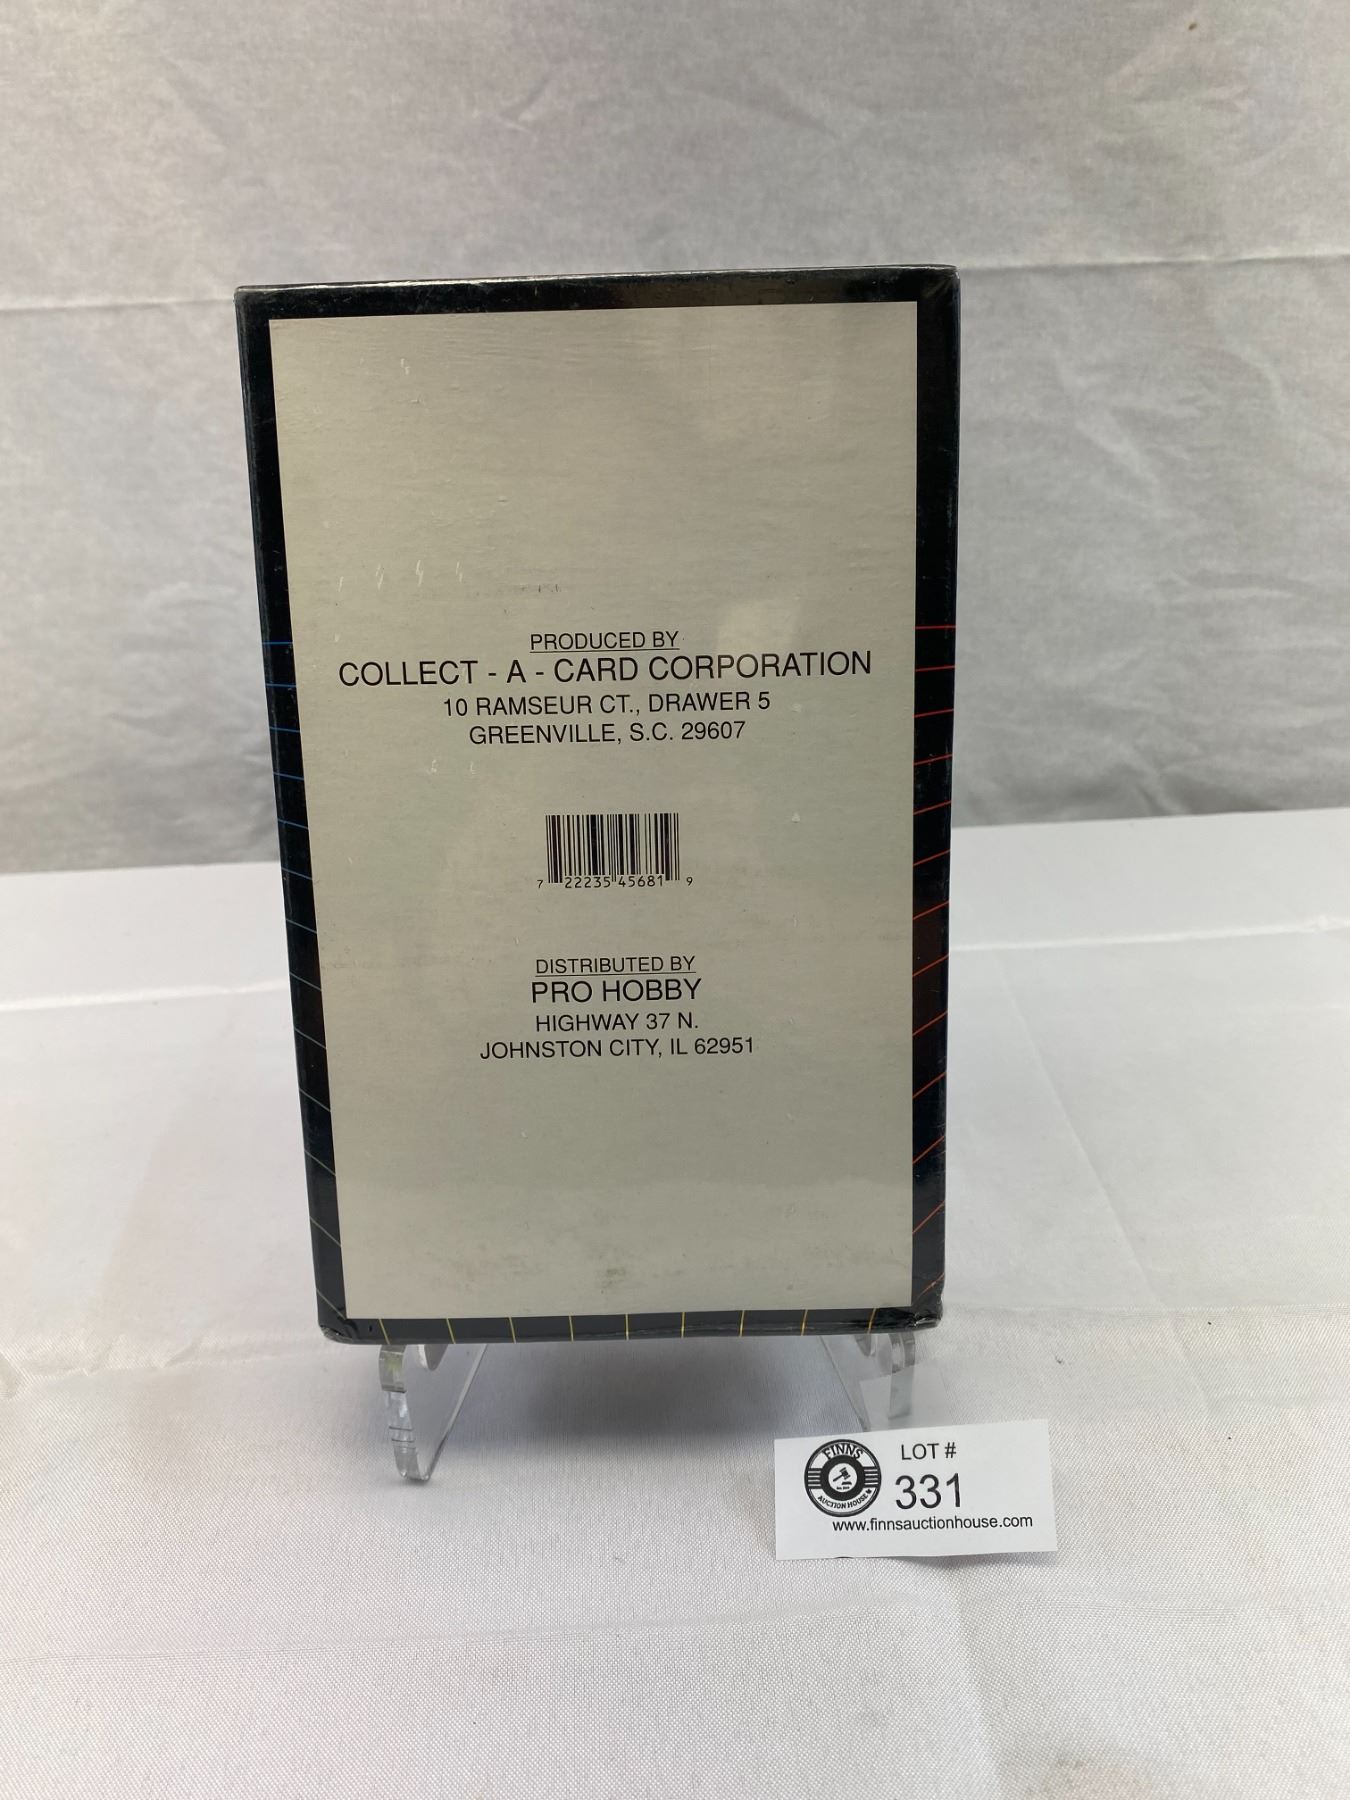 PRODUCED BY
COLLECT - A - CARD CORPORATION
10 RAMSEUR CT., DRAWER 5
GREENVILLE, S.C. 29607
7 22235 45681 9
DISTRIBUTED BY
PRO HOBBY
HIGHWAY 37 N.
JOHNSTON CITY, IL 62951
FINNS
AUCTION HOUSE
LOT #
331
www.finnsauctionhouse.com